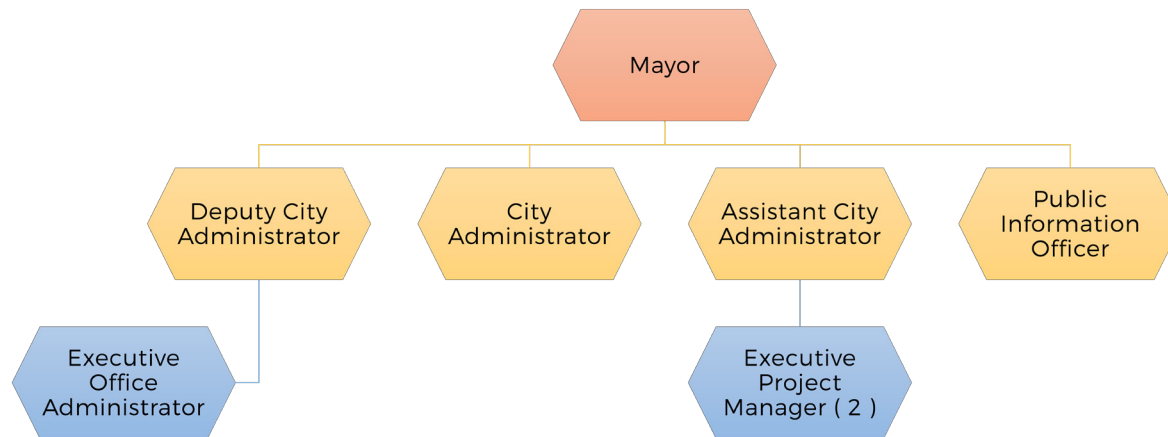 Mayor
Deputy City
Administrator
City
Administrator
Assistant City
Administrator
Public
Information
Officer
Executive
Office
Administrator
Executive
Project
Manager ( 2 )